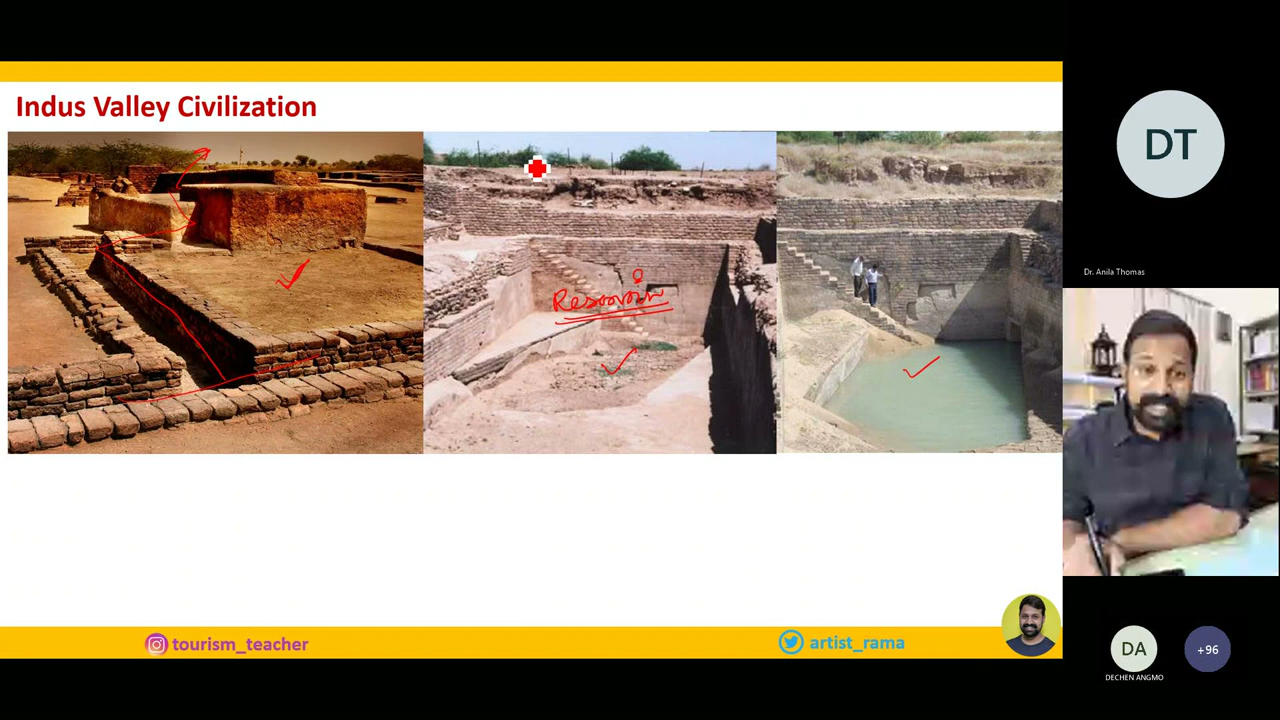 Indus Valley Civilization
Reservoir
DT
Dr. Anila Thomas
tourism_teacher
artist_rama
DA
+96
DECHEN ANGMO